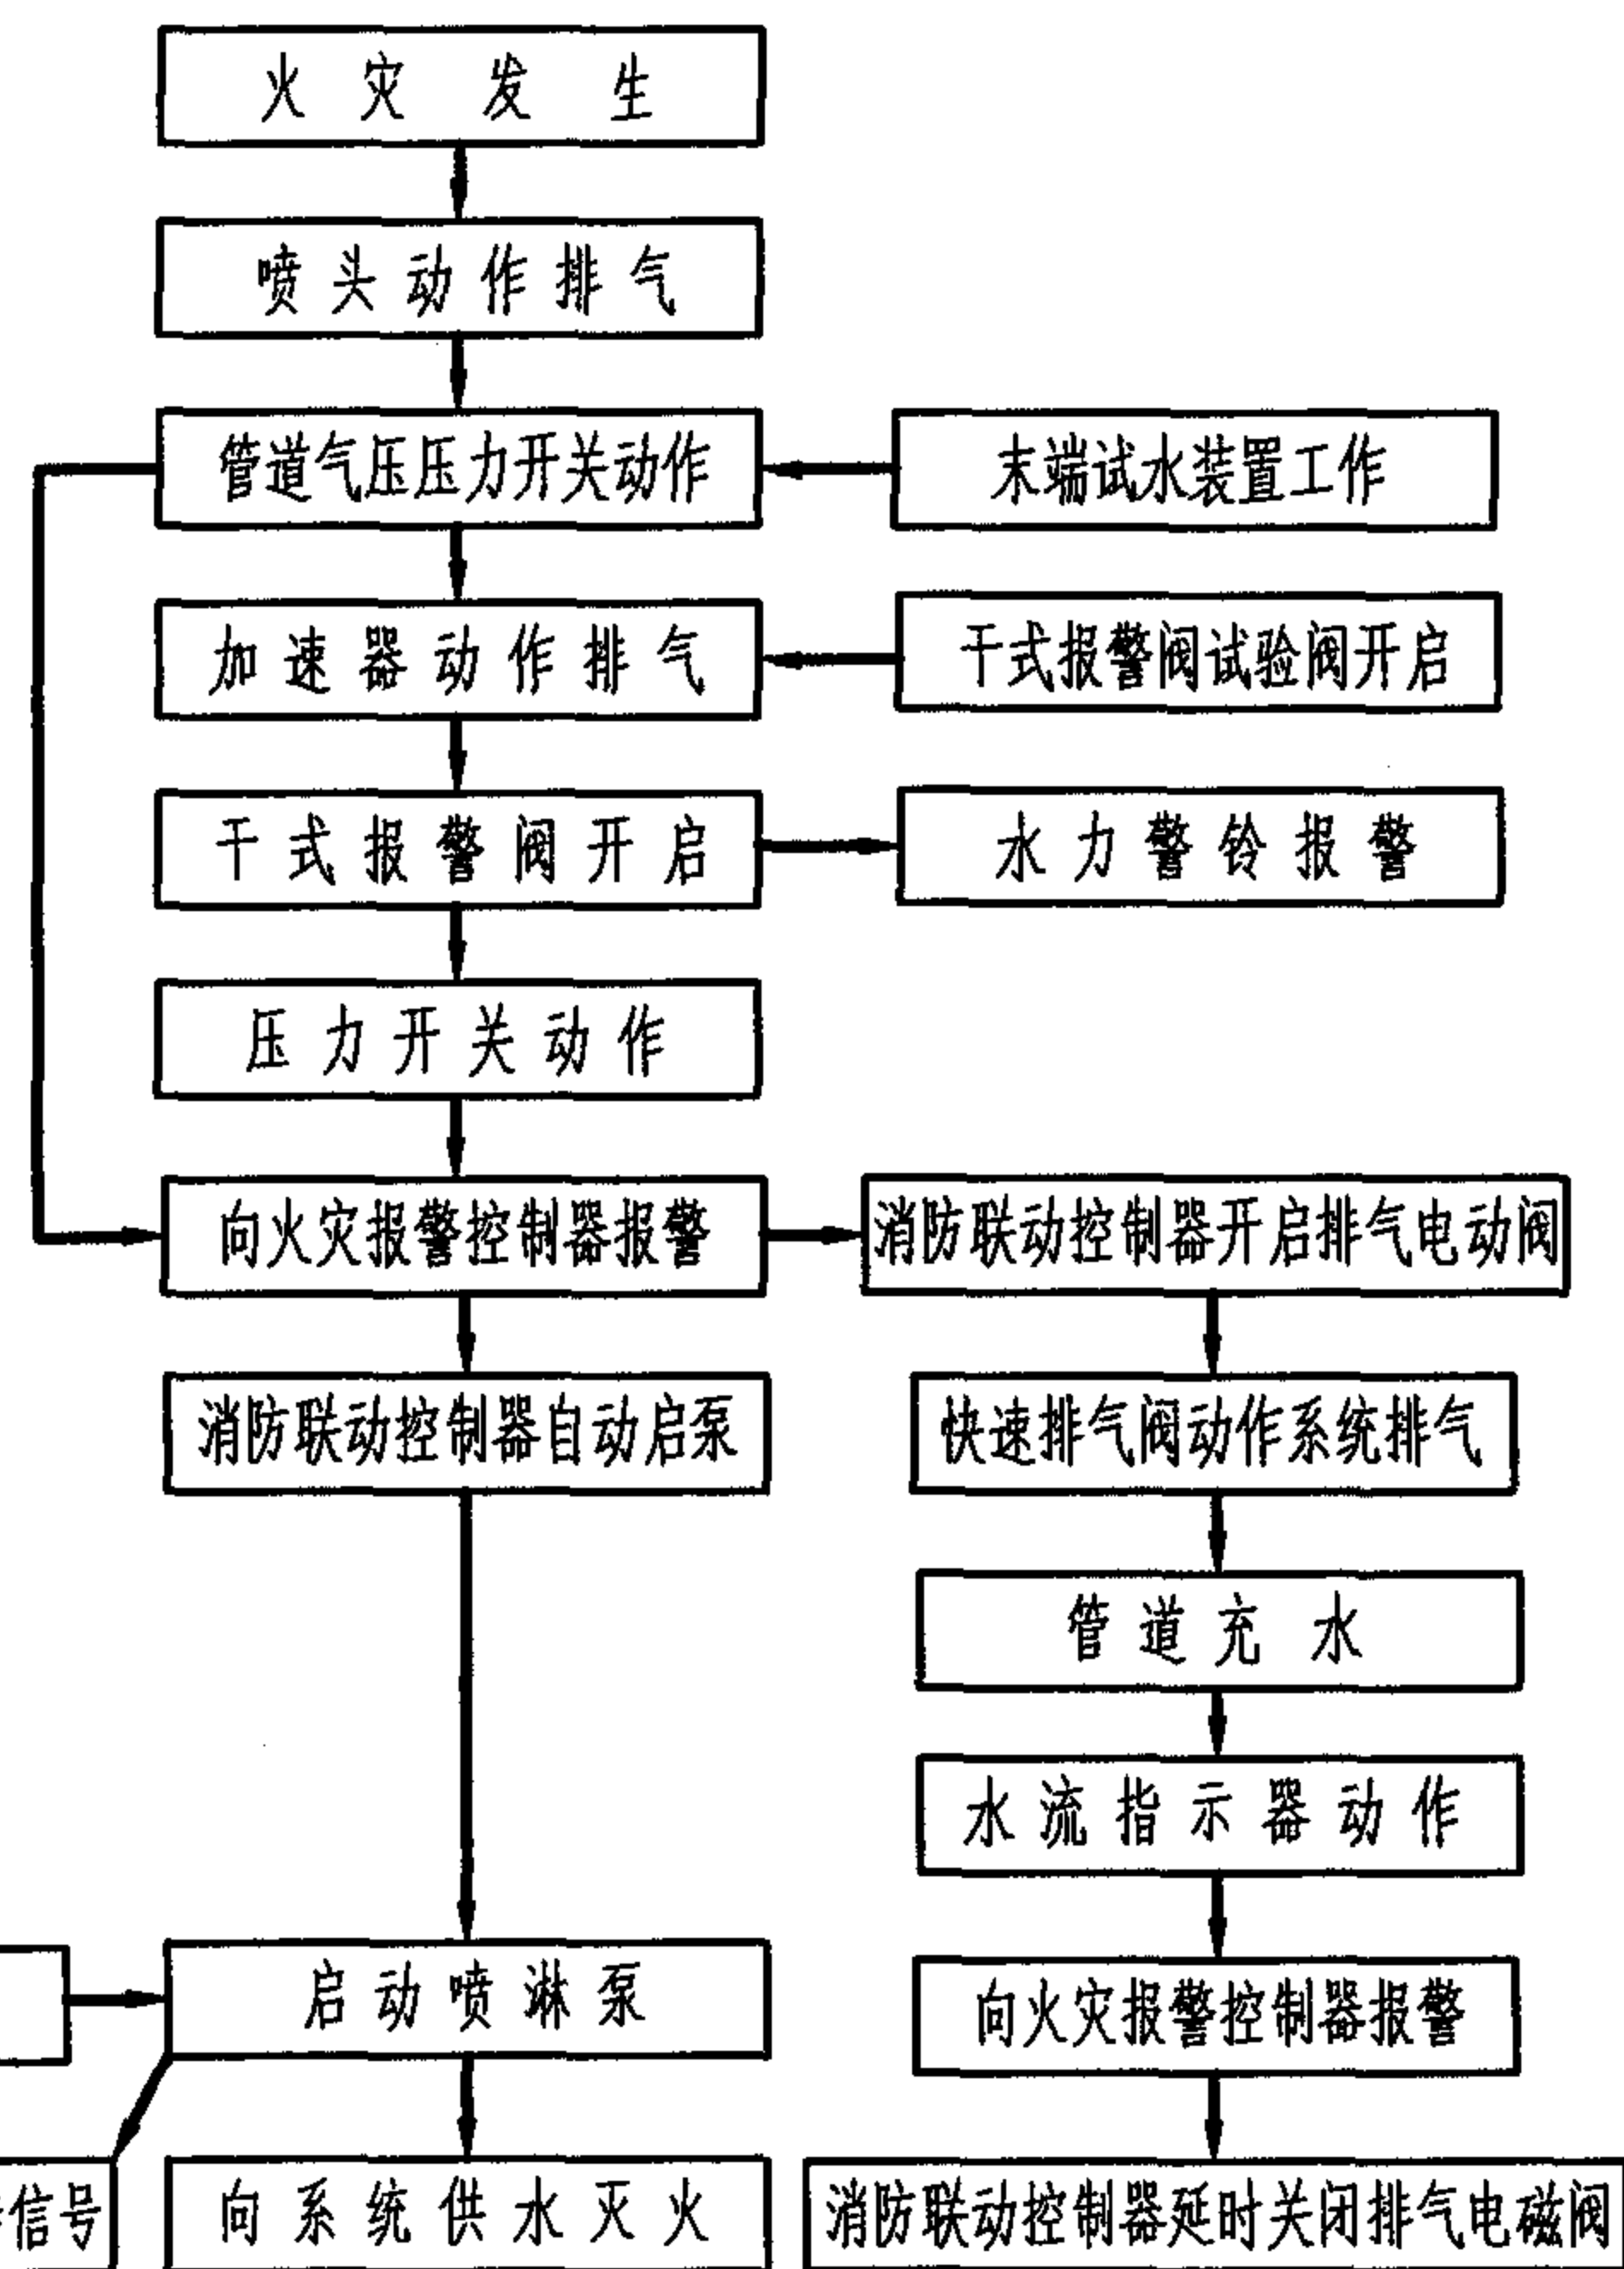 火灾发生
喷头动作排气
管道气压压力开关动作
末端试水装置工作
加速器动作排气
干式报警阀试验阀开启
干式报警阀开启
水力警铃报警
压力开关动作
向火灾报警控制器报警
消防联动控制器开启排气电动阀
消防联动控制器自动启泵
快速排气阀动作系统排气
管道充水
水流指示器动作
启动喷淋泵
向火灾报警控制器报警
信号
向系统供水灭火
消防联动控制器延时关闭排气电磁阀